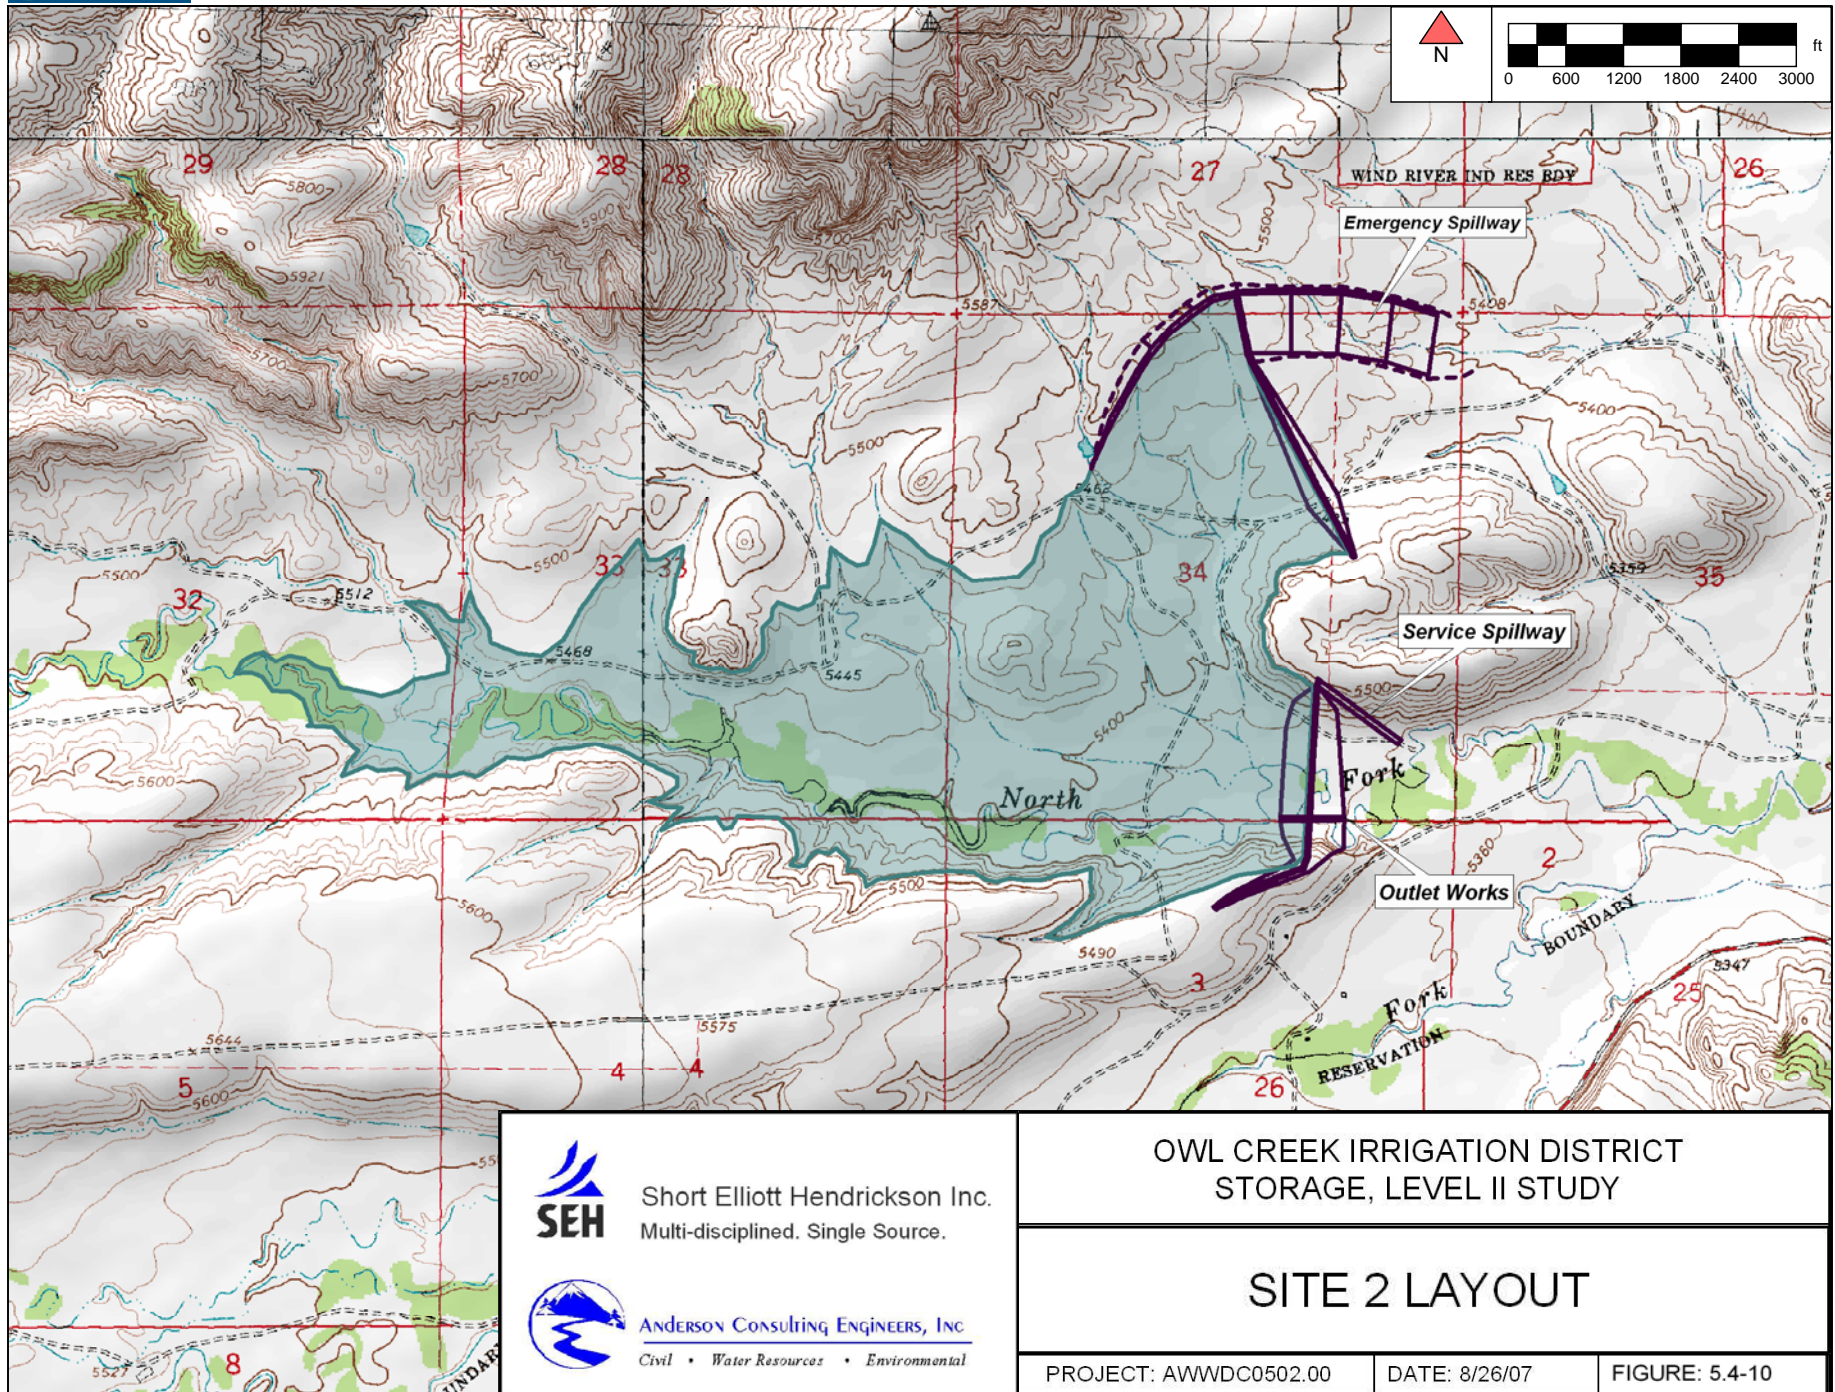 N
ft
0 600 1200 1800 2400 3000
29
28
28
27
26
WIND RIVER IND RES BDY
5800
5900
5700
5500
Emergency Spillway
5921
5587
5408
5700
5700
5400
5500
5462
5500
33
33
34
5359
35
5500
5512
32
Service Spillway
5468
5445
5500
5400
5600
Fork
North
5360
2
5500
Outlet Works
5600
BOUNDARY
5490
5347
3
25
Fork
5575
5644
RESERVATION
4
4
5
26
5600
5527
8
SEH
Short Elliott Hendrickson Inc.
Multi-disciplined. Single Source.
ANDERSON CONSULTING ENGINEERS, INC
Civil • Water Resources • Environmental
OWL CREEK IRRIGATION DISTRICT
STORAGE, LEVEL II STUDY
SITE 2 LAYOUT
PROJECT: AWWDC0502.00
DATE: 8/26/07
FIGURE: 5.4-10